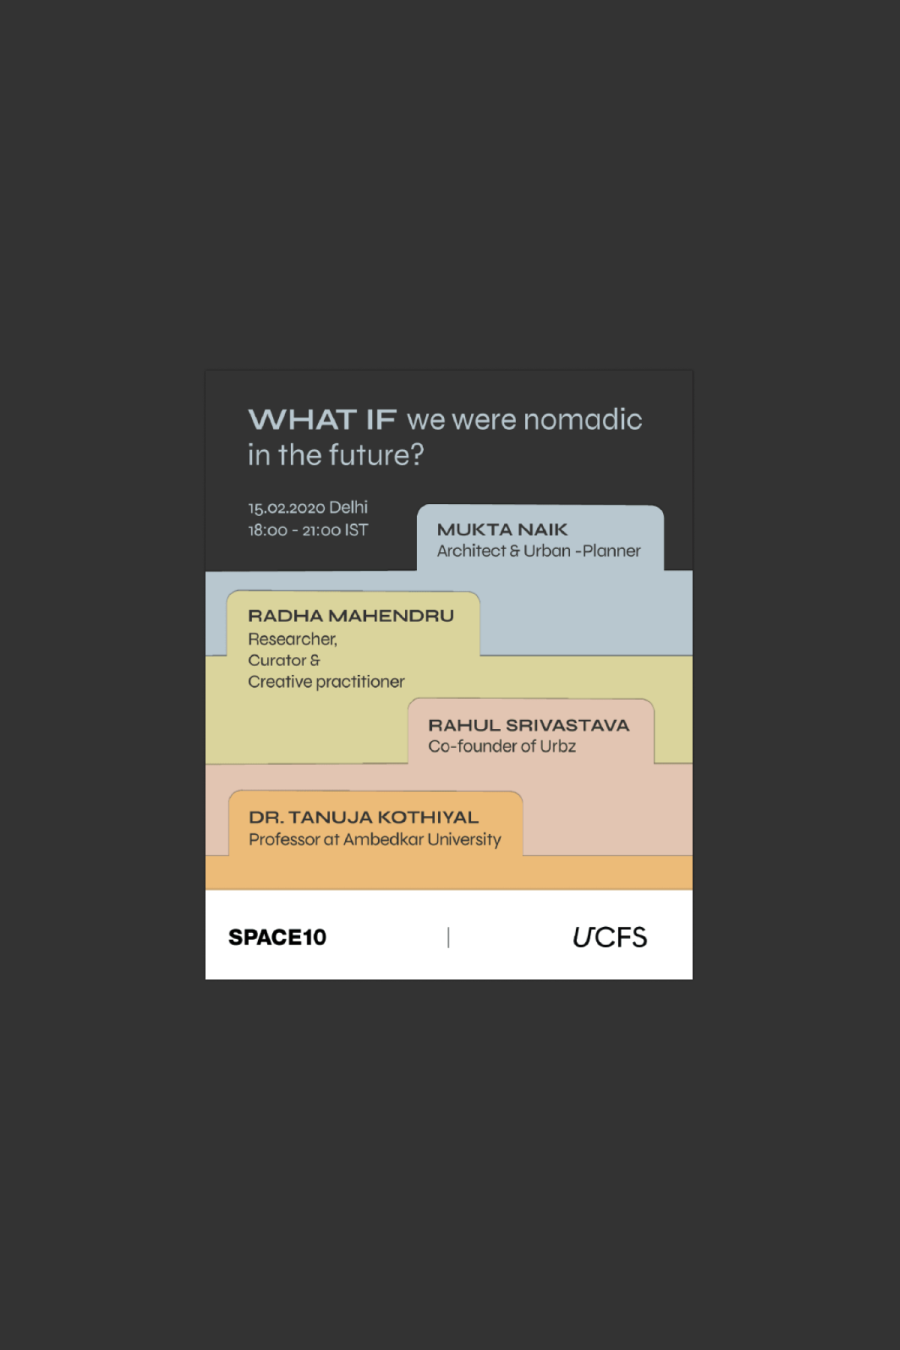 WHAT IF we were nomadic
in the future?
15.02.2020 Delhi
18:00 - 21:00 IST
MUKTA NAIK
Architect & Urban -Planner
RADHA MAHENDRU
Researcher,
Curator &
Creative practitioner
RAHUL SRIVASTAVA
Co-founder of Urbz
DR. TANUJA KOTHIYAL
Professor at Ambedkar University
SPACE10 | UCFS